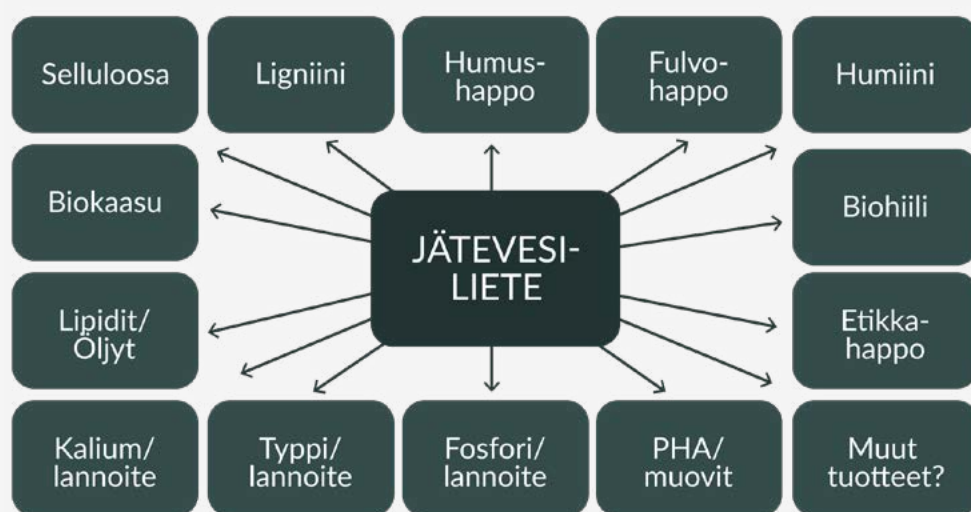 Selluloosa
Ligniini
Humus-
happo
Fulvo-
happo
Humiini
Biokaasu
JÄTEVESI-
LIETE
Biohiili
Lipidit/
Öljyt
Etikka-
happo
Kalium/
lannoite
Typpi/
lannoite
Fosfori/
lannoite
PHA/
muovit
Muut
tuotteet?